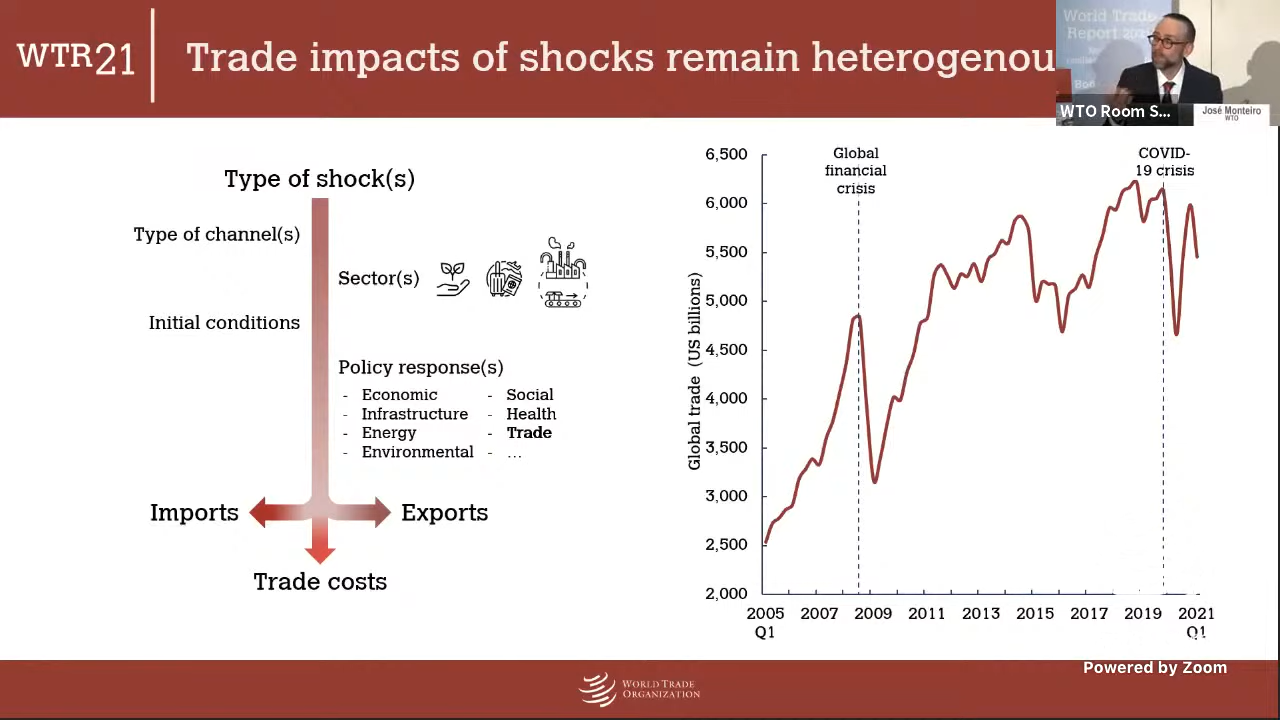 WTR21
Trade impacts of shocks remain heterogenou
World Trade
WTO Room S...
José Monteiro
WTO
Type of shock(s)
Type of channel(s)
Sector(s)
Initial conditions
Policy response(s)
- Economic - Social
- Infrastructure - Health
- Energy - Trade
- Environmental - ...
Imports
Exports
Trade costs
Global trade (US billions)
6,500
6,000
5,500
5,000
4,500
4,000
3,500
3,000
2,500
2,000
Global
financial
crisis
COVID-
19 crisis
2005 2007 2009 2011 2013 2015 2017 2019 2021
Q1 Q1
Powered by Zoom
WORLD TRADE
ORGANIZATION